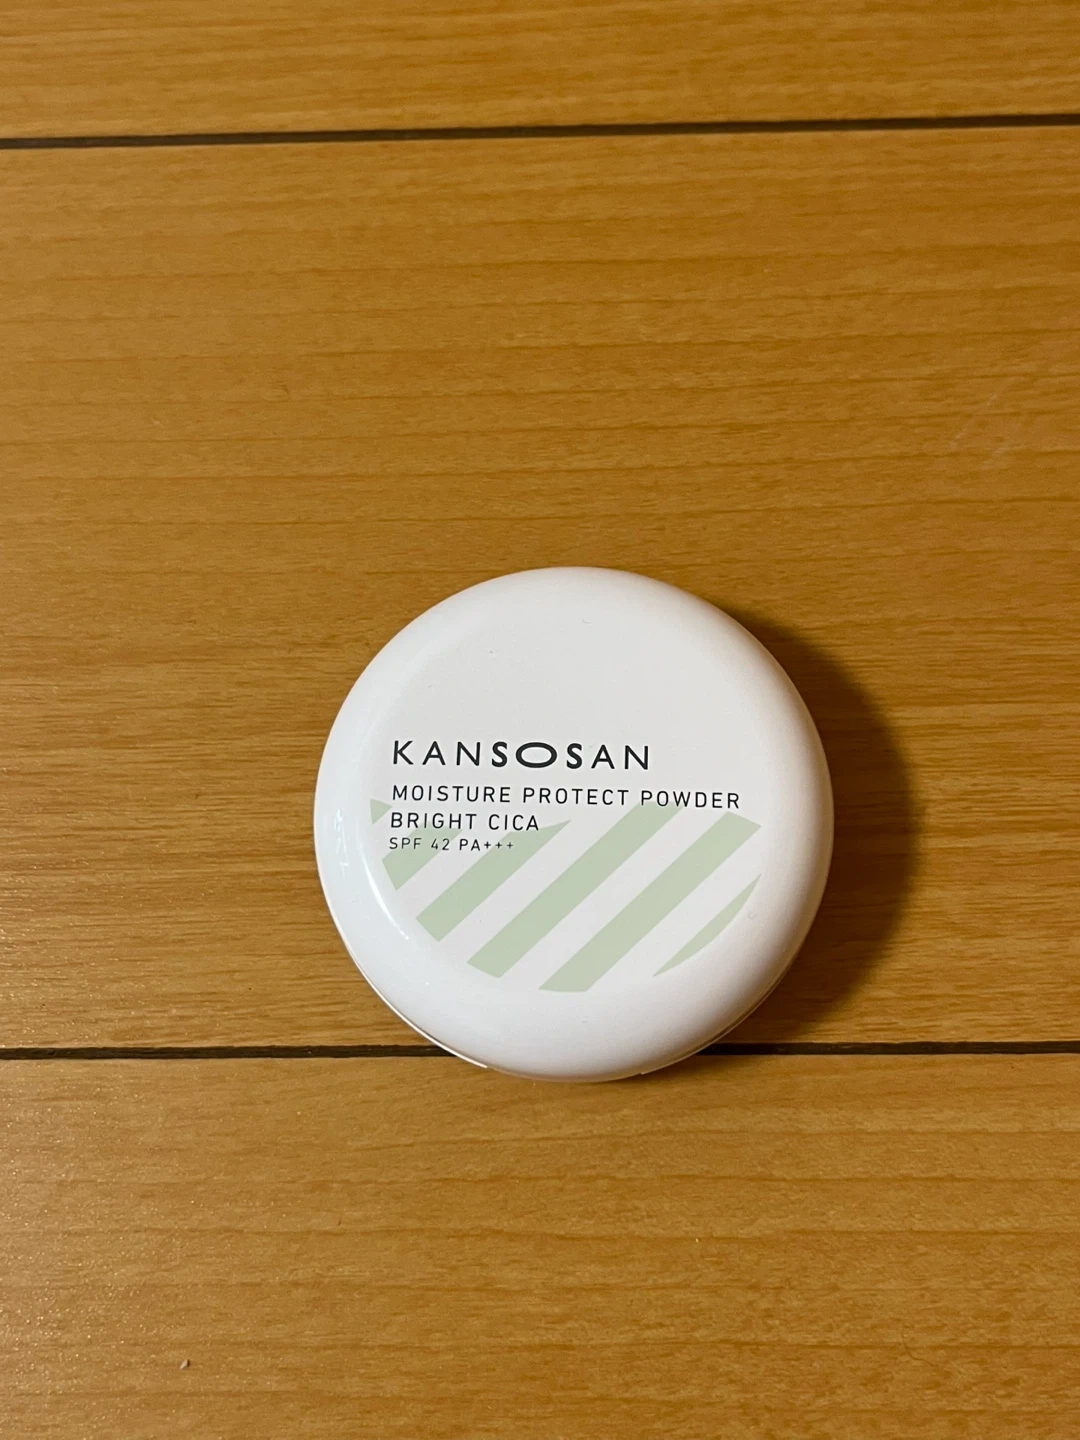 KANSOSAN
MOISTURE PROTECT POWDER
BRIGHT CICA
SPF 42 PA+++